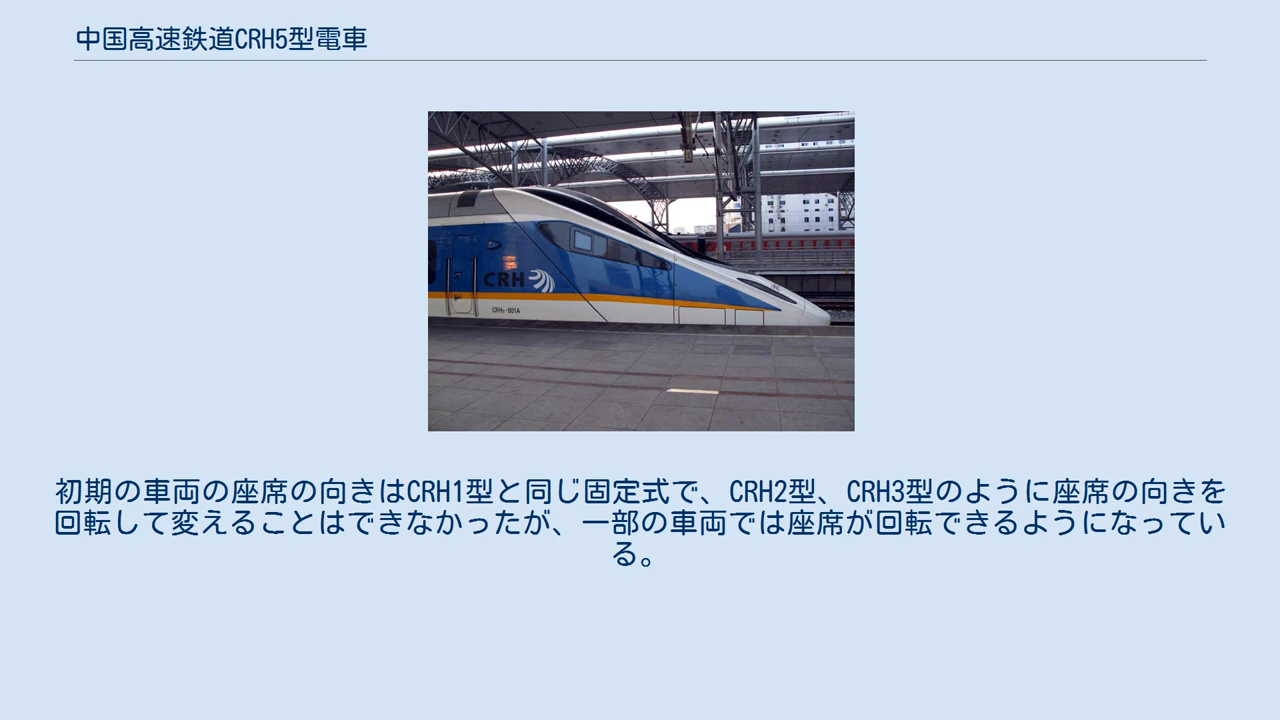 中国高速鉄道CRH5型電車
CRH
CRH₅-001A
初期の車両の座席の向きはCRH1型と同じ固定式で、CRH2型、CRH3型のように座席の向きを
回転して変えることはできなかったが、一部の車両では座席が回転できるようになってい
る。